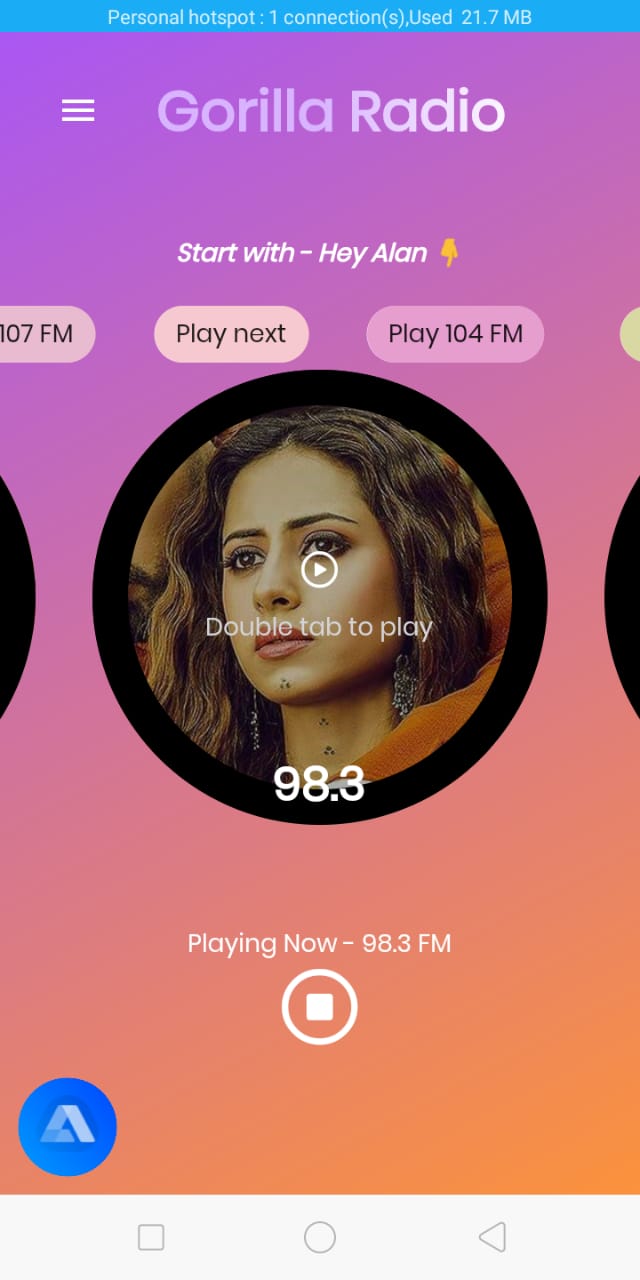 Personal hotspot : 1 connection(s),Used 21.7 MB
Gorilla Radio
Start with - Hey Alan 👇
107 FM
Play next
Play 104 FM
Double tab to play
98.3
Playing Now - 98.3 FM